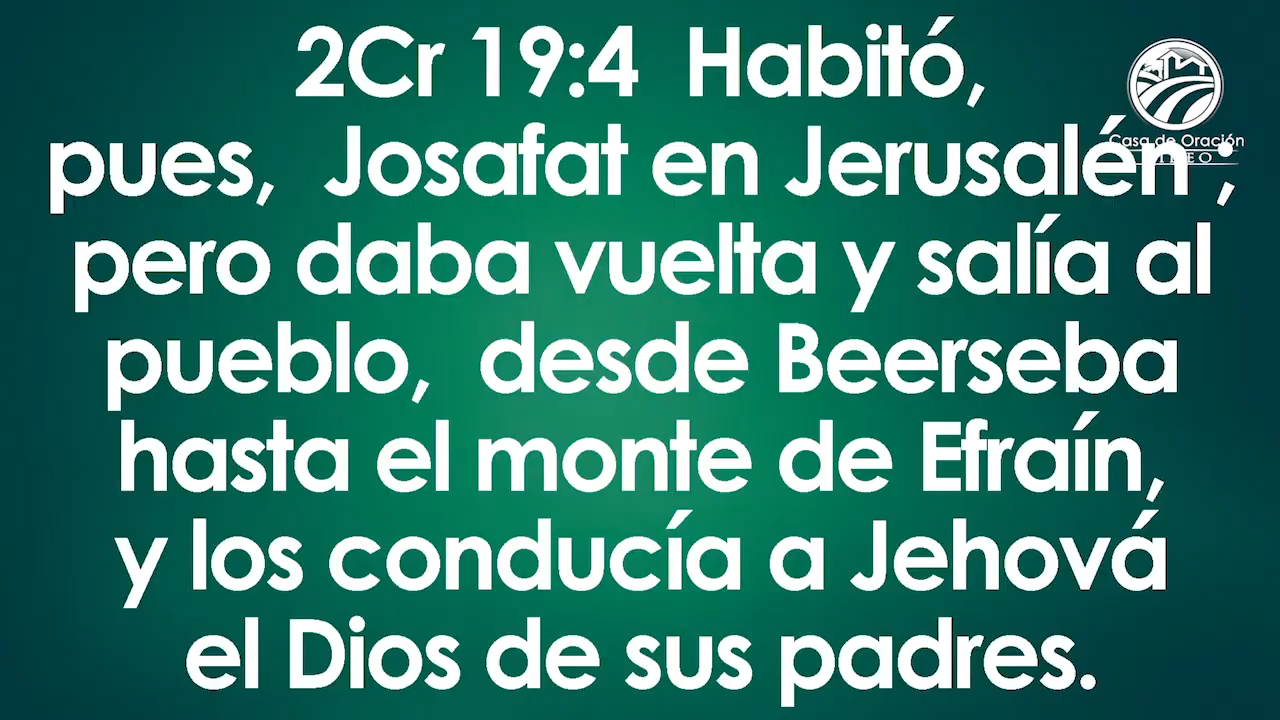 2Cr 19:4 Habitó,
pues, Josafat en Jerusalén ;
pero daba vuelta y salía al
pueblo, desde Beerseba
hasta el monte de Efraín,
y los conducía a Jehová
el Dios de sus padres.
Casa de Oración